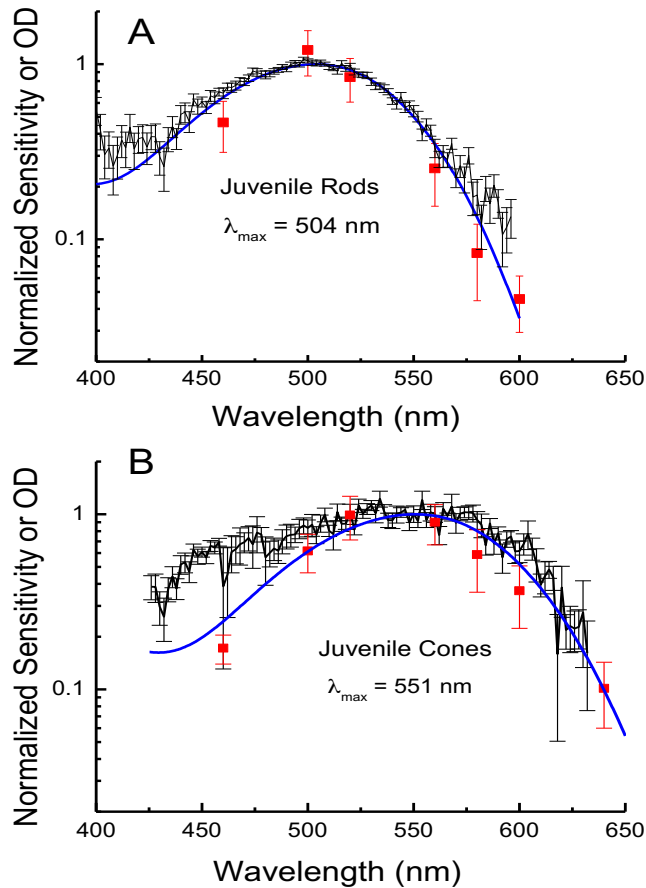 A
Normalized Sensitivity or OD
1
0.1
Juvenile Rods
λmax = 504 nm
400 450 500 550 600 650
Wavelength (nm)
B
Normalized Sensitivity or OD
1
0.1
Juvenile Cones
λmax = 551 nm
400 450 500 550 600 650
Wavelength (nm)